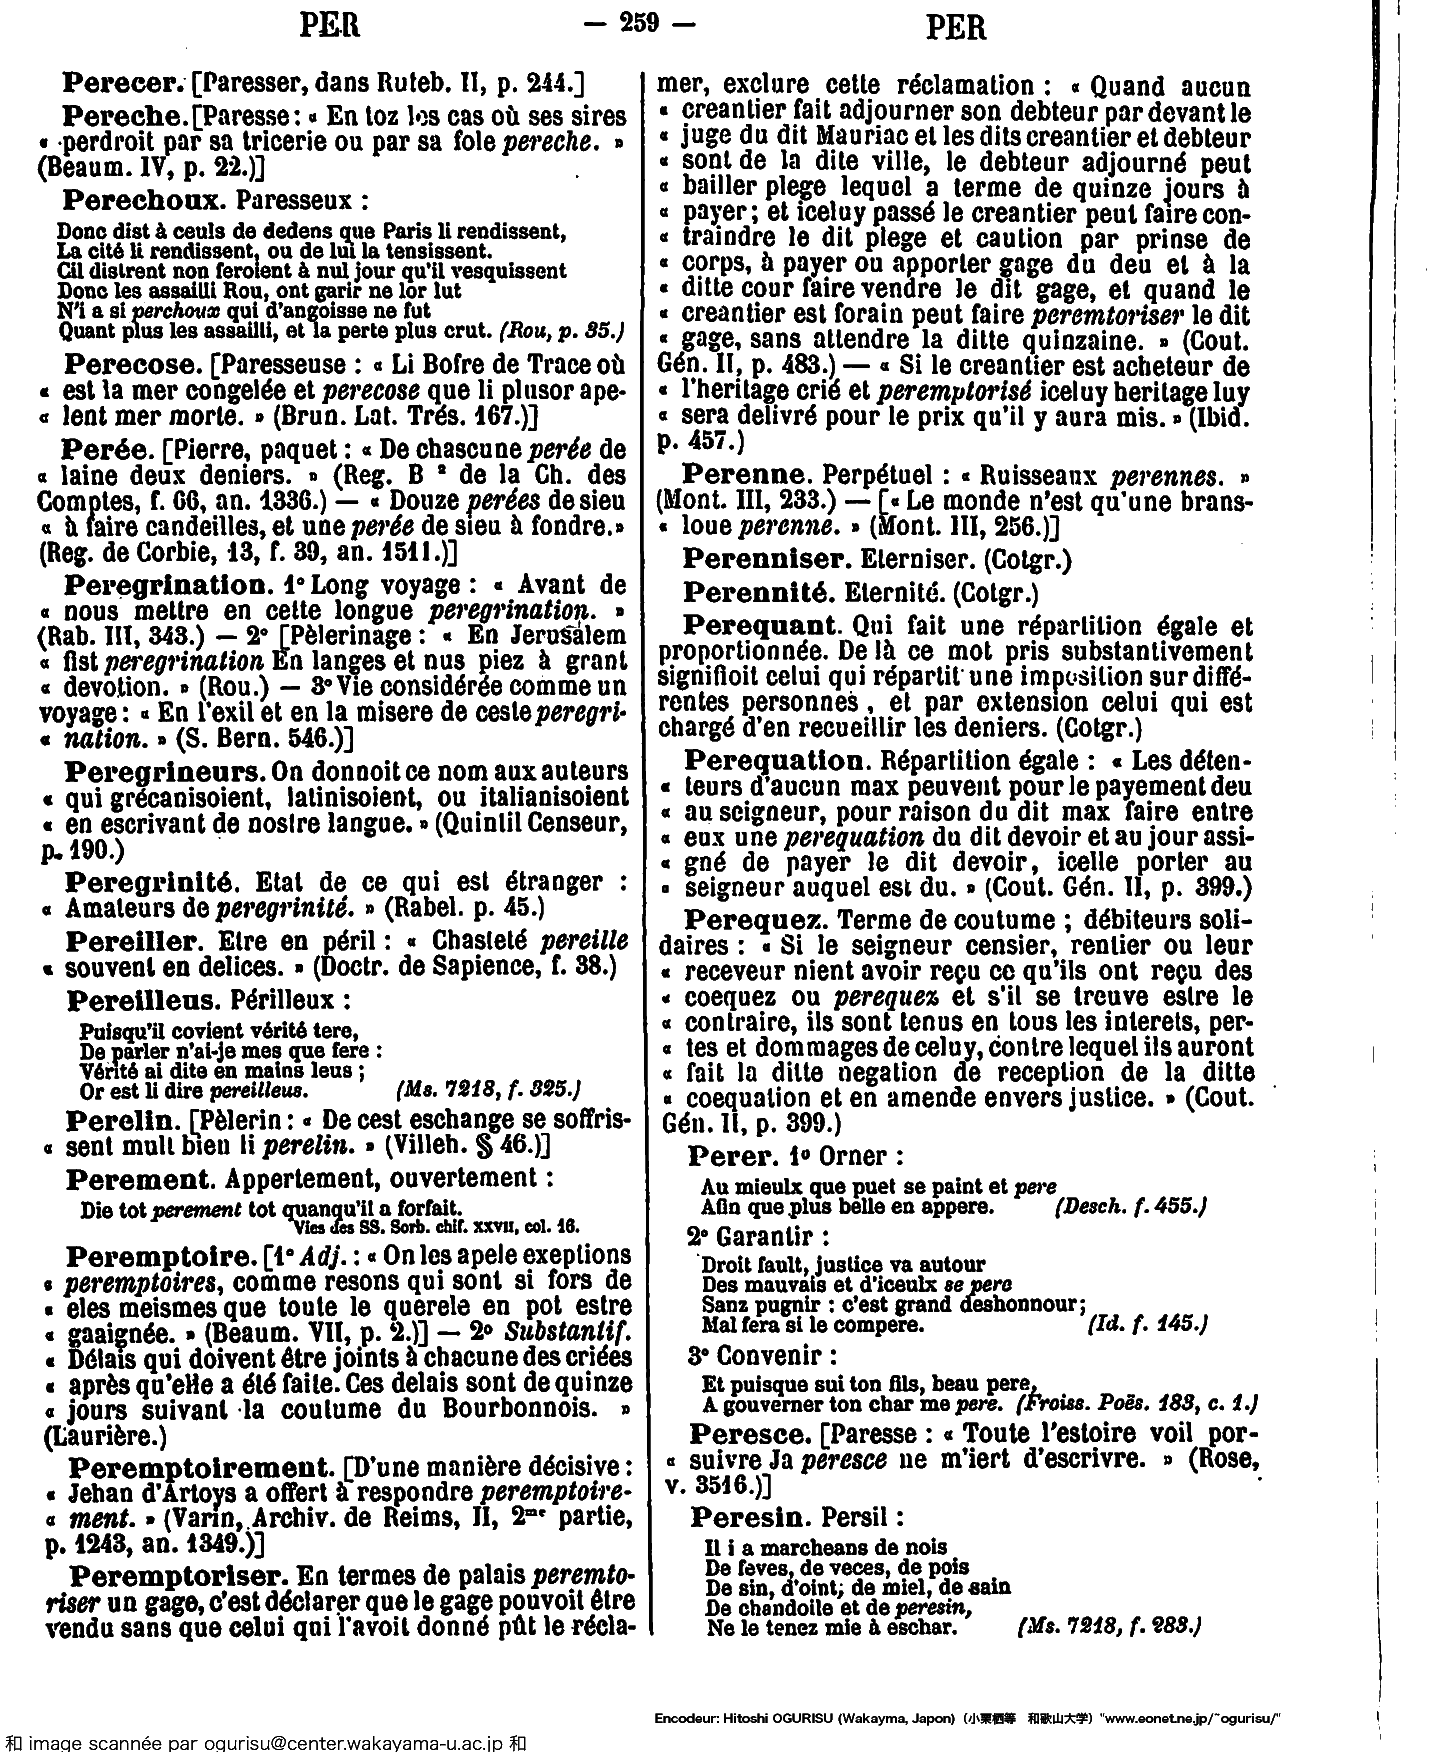 PER — 259 — PER
Perecer. [Paresser, dans Ruteb. II, p. 244.]
Pereche. [Paresse : « En toz les cas où ses sires
« perdroit par sa tricerie ou par sa fole pereche. »
(Beaum. IV, p. 22.)]
Perechoux. Paresseux :
Donc dist à ceuls de dedens que Paris li rendissent,
La cité li rendissent, ou de lui la tensissent.
Cil distrent non feroient à nul jour qu'il vesquissent
Donc les assailli Rou, ont garir ne lor lut
N'i a si perchoux qui d'angoisse ne fut
Quant plus les assailli, et la perte plus crut. (Rou, p. 35.)
Perecose. [Paresseuse : « Li Bofre de Trace où
« est la mer congelée et perecose que li plusor ape-
« lent mer morte. » (Brun. Lat. Trés. 167.)]
Perée. [Pierre, paquet : « De chascune perée de
« laine deux deniers. » (Reg. B ² de la Ch. des
Comptes, f. 66, an. 1336.) — « Douze perées de sieu
« à faire candeilles, et une perée de sieu à fondre.»
(Reg. de Corbie, 13, f. 39, an. 1511.)]
Peregrination. 1° Long voyage : « Avant de
« nous mettre en cette longue peregrination. »
(Rab. III, 343.) — 2° [Pèlerinage : « En Jerusalem
« fist peregrination En langes et nus piez à grant
« devotion. » (Rou.) — 3° Vie considérée comme un
voyage : « En l'exil et en la misere de ceste peregri-
« nation. » (S. Bern. 546.)]
Peregrineurs. On donnoit ce nom aux auteurs
« qui grécanisoient, latinisoient, ou italianisoient
« en escrivant de nostre langue. » (Quintil Censeur,
p. 190.)
Peregrinité. Etat de ce qui est étranger :
« Amateurs de peregrinité. » (Rabel. p. 45.)
Pereiller. Etre en péril : « Chasteté pereille
« souvent en delices. » (Doctr. de Sapience, f. 38.)
Pereilleus. Périlleux :
Puisqu'il covient vérité tere,
De parler n'ai-je mes que fere :
Vérité ai dite en mains leus ;
Or est li dire pereilleus. (Ms. 7218, f. 325.)
Perelin. [Pèlerin : « De cest eschange se soffris-
« sent mult bien li perelin. » (Villeh. § 46.)]
Perement. Appertement, ouvertement :
Die tot perement tot quanqu'il a forfait.
Vies des SS. Sorb. chif. XXVII, col. 16.
Peremptoire. [1° Adj. : « On les apele exeptions
« peremptoires, comme resons qui sont si fors de
« eles meismes que toute le querele en pot estre
« gaaignée. » (Beaum. VII, p. 2.)] — 2° Substantif.
« Délais qui doivent être joints à chacune des criées
« après qu'elle a été faite. Ces delais sont de quinze
« jours suivant la coutume du Bourbonnois. »
(Laurière.)
Peremptoirement. [D'une manière décisive :
« Jehan d'Artoys a offert à respondre peremptoire-
« ment. » (Varin, Archiv. de Reims, II, 2me partie,
p. 1243, an. 1349.)]
Peremptoriser. En termes de palais peremto-
riser un gage, c'est déclarer que le gage pouvoit être
vendu sans que celui qui l'avoit donné pût le récla-
mer, exclure cette réclamation : « Quand aucun
« creantier fait adjourner son debteur par devant le
« juge du dit Mauriac et les dits creantier et debteur
« sont de la dite ville, le debteur adjourné peut
« bailler plege lequel a terme de quinze jours à
« payer ; et iceluy passé le creantier peut faire con-
« traindre le dit plege et caution par prinse de
« corps, à payer ou apporter gage du deu et à la
« ditte cour faire vendre le dit gage, et quand le
« creantier est forain peut faire peremtoriser le dit
« gage, sans attendre la ditte quinzaine. » (Cout.
Gén. II, p. 483.) — « Si le creantier est acheteur de
« l'heritage crié et peremptorisé iceluy heritage luy
« sera delivré pour le prix qu'il y aura mis. » (Ibid.
p. 457.)
Perenne. Perpétuel : « Ruisseaux perennes. »
(Mont. III, 233.) — [« Le monde n'est qu'une brans-
« loue perenne. » (Mont. III, 256.)]
Perenniser. Eterniser. (Cotgr.)
Perennité. Eternité. (Cotgr.)
Perequant. Qui fait une répartition égale et
proportionnée. De là ce mot pris substantivement
signifioit celui qui répartit une imposition sur diffé-
rentes personnes, et par extension celui qui est
chargé d'en recueillir les deniers. (Cotgr.)
Perequation. Répartition égale : « Les déten-
« teurs d'aucun max peuvent pour le payement deu
« au seigneur, pour raison du dit max faire entre
« eux une perequation du dit devoir et au jour assi-
« gné de payer le dit devoir, icelle porter au
« seigneur auquel est du. » (Cout. Gén. II, p. 399.)
Perequez. Terme de coutume ; débiteurs soli-
daires : « Si le seigneur censier, rentier ou leur
« receveur nient avoir reçu ce qu'ils ont reçu des
« coequez ou perequez et s'il se treuve estre le
« contraire, ils sont tenus en tous les interets, per-
« tes et dommages de celuy, contre lequel ils auront
« fait la ditte negation de reception de la ditte
« coequation et en amende envers justice. » (Cout.
Gén. II, p. 399.)
Perer. 1° Orner :
Au mieulx que puet se paint et pere
Afin que plus belle en appere. (Desch. f. 455.)
2° Garantir :
Droit fault, justice va autour
Des mauvais et d'iceulx se pere
Sanz pugnir : c'est grand deshonnour;
Mal fera si le compere. (Id. f. 145.)
3° Convenir :
Et puisque sui ton fils, beau pere,
A gouverner ton char me pere. (Froiss. Poës. 183, c. 1.)
Peresce. [Paresse : « Toute l'estoire voil por-
« suivre Ja peresce ne m'iert d'escrivre. » (Rose,
v. 3516.)]
Peresin. Persil :
Il i a marcheans de nois
De feves, de veces, de pois
De sin, d'oint; de miel, de sain
De chandoile et de peresin,
Ne le tenez mie à eschar. (Ms. 7218, f. 283.)
Encodeur: Hitoshi OGURISU (Wakayma, Japon) (小栗栖等 和歌山大学) "www.eonet.ne.jp/~ogurisu/"
和 image scannée par ogurisu@center.wakayama-u.ac.jp 和